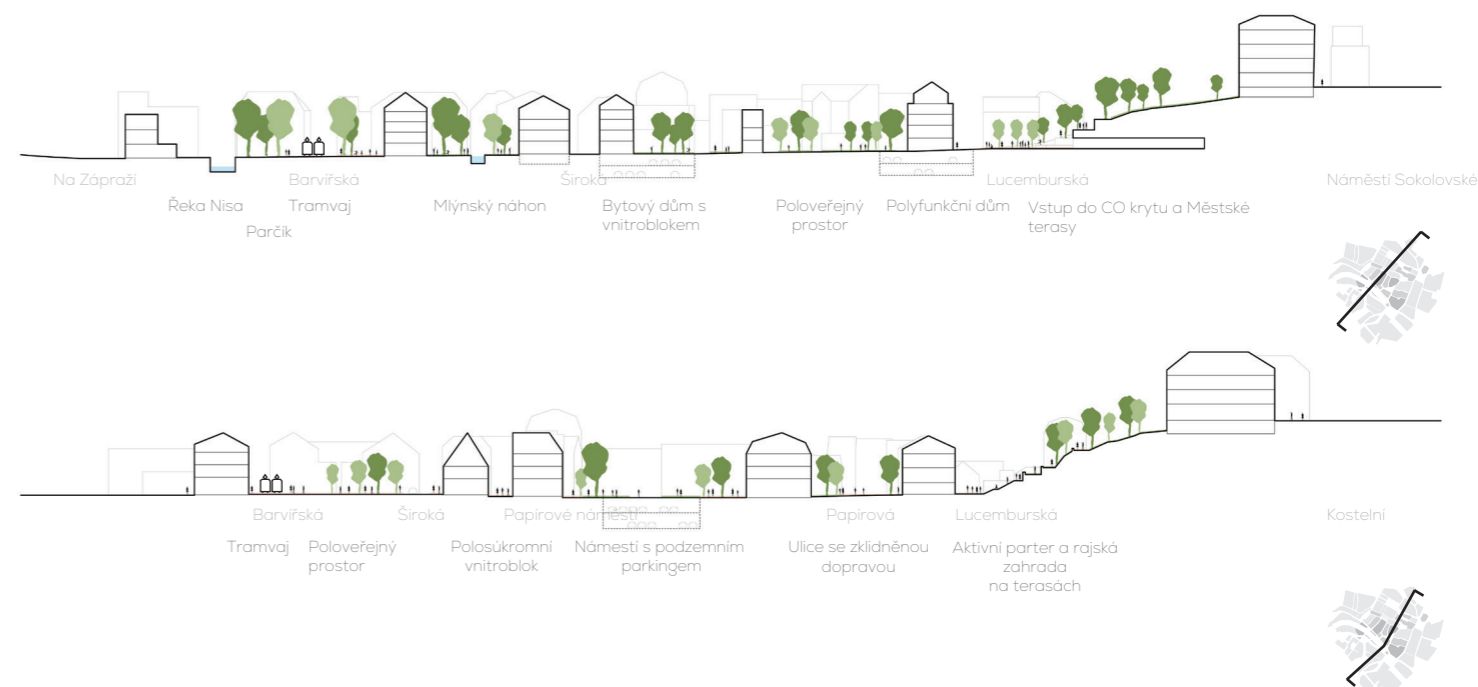 Na Zápraži
Barvířská
Široká
Lucemburská
Náměstí Sokolovské
Řeka Nisa
Tramvaj
Mlýnský náhon
Bytový dům s
vnitroblokem
Poloveřejný
prostor
Polyfunkční dům
Vstup do CO krytu a Městské
terasy
Parčík
Barvířská
Široká
Papírové náměstí
Papírová
Lucemburská
Kostelní
Tramvaj
Poloveřejný
prostor
Polosúkromní
vnitroblok
Námestí s podzemním
parkingem
Ulice se zklidněnou
dopravou
Aktivní parter a rajská
zahrada
na terasách